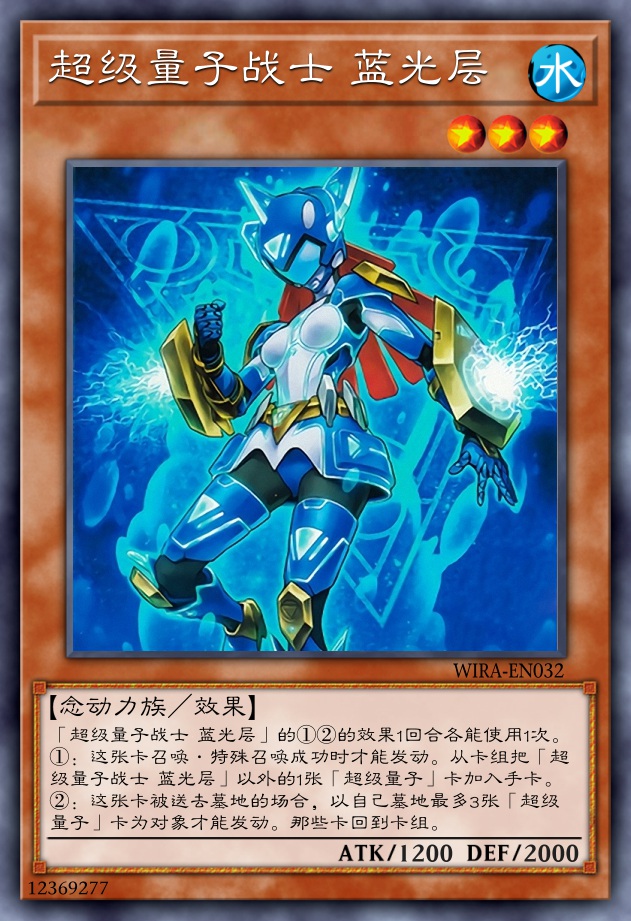 超级量子战士 蓝光层
水
WIRA-EN032
【念动力族／效果】
「超级量子战士 蓝光层」的①②的效果1回合各能使用1次。
①：这张卡召唤·特殊召唤成功时才能发动。从卡组把「超
级量子战士 蓝光层」以外的1张「超级量子」卡加入手卡。
②：这张卡被送去墓地的场合，以自己墓地最多3张「超级
量子」卡为对象才能发动。那些卡回到卡组。
ATK/1200 DEF/2000
12369277